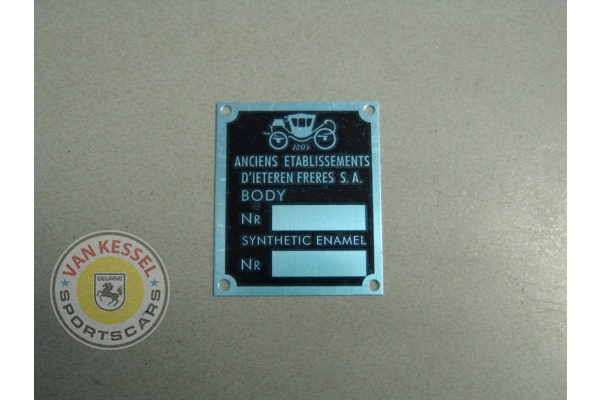 1805
ANCIENS ETABLISSEMENTS
D'IETEREN FRERES S.A.
BODY
NR
SYNTHETIC ENAMEL
NR
VAN KESSEL
DEURNE
SPORTSCARS